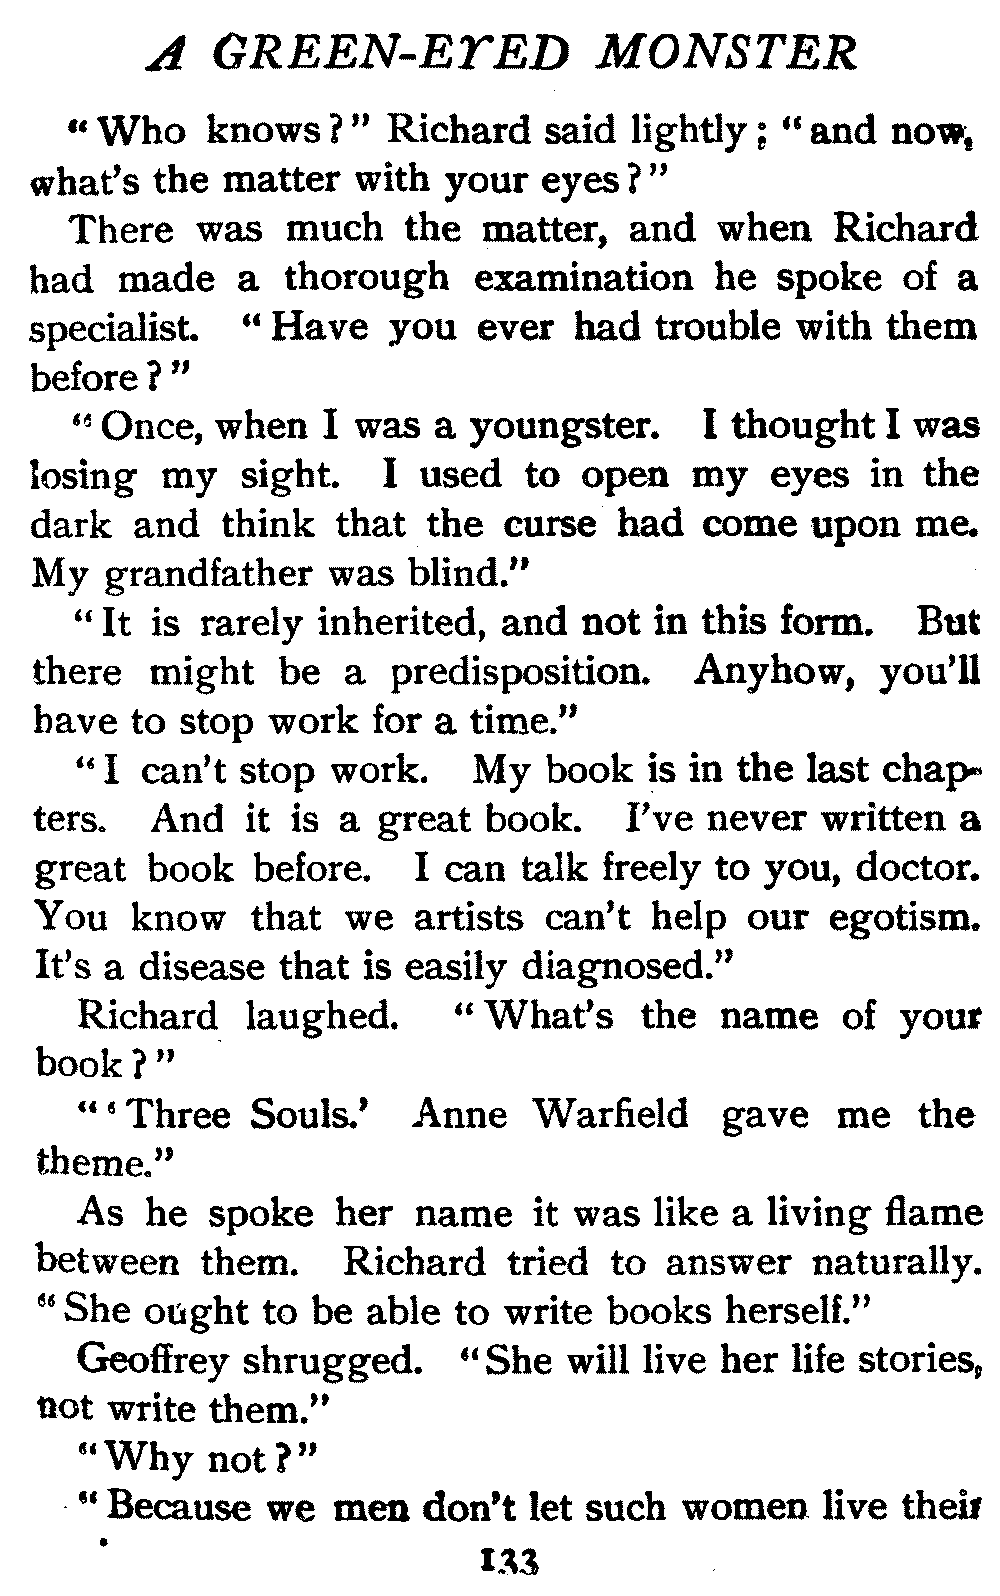 A GREEN-EYED MONSTER
"Who knows?" Richard said lightly; "and now,
what's the matter with your eyes?"
There was much the matter, and when Richard
had made a thorough examination he spoke of a
specialist. "Have you ever had trouble with them
before?"
"Once, when I was a youngster. I thought I was
losing my sight. I used to open my eyes in the
dark and think that the curse had come upon me.
My grandfather was blind."
"It is rarely inherited, and not in this form. But
there might be a predisposition. Anyhow, you'll
have to stop work for a time."
"I can't stop work. My book is in the last chap-
ters. And it is a great book. I've never written a
great book before. I can talk freely to you, doctor.
You know that we artists can't help our egotism.
It's a disease that is easily diagnosed."
Richard laughed. "What's the name of your
book?"
"'Three Souls.' Anne Warfield gave me the
theme."
As he spoke her name it was like a living flame
between them. Richard tried to answer naturally.
"She ought to be able to write books herself."
Geoffrey shrugged. "She will live her life stories,
not write them."
"Why not?"
"Because we men don't let such women live their
133